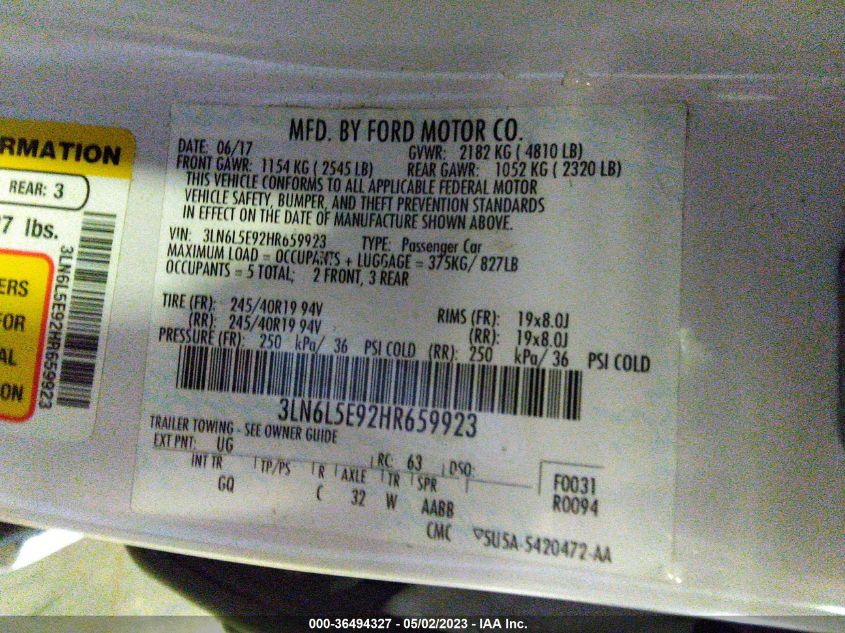 RMATION
REAR: 3
7 lbs.
ERS
FOR
AL
ON
3LN6L5E92HR659923
MFD. BY FORD MOTOR CO.
DATE: 06/17 GVWR: 2182 KG ( 4810 LB)
FRONT GAWR: 1154 KG ( 2545 LB) REAR GAWR: 1052 KG ( 2320 LB)
THIS VEHICLE CONFORMS TO ALL APPLICABLE FEDERAL MOTOR
VEHICLE SAFETY, BUMPER, AND THEFT PREVENTION STANDARDS
IN EFFECT ON THE DATE OF MANUFACTURE SHOWN ABOVE.
VIN: 3LN6L5E92HR659923 TYPE: Passenger Car
MAXIMUM LOAD = OCCUPANTS + LUGGAGE = 375KG/ 827LB
OCCUPANTS = 5 TOTAL; 2 FRONT, 3 REAR
TIRE (FR): 245/40R19 94V RIMS (FR): 19x8.0J
(RR): 245/40R19 94V (RR): 19x8.0J
PRESSURE (FR): 250 kPa/ 36 PSI COLD (RR): 250 kPa/ 36 PSI COLD
3LN6L5E92HR659923
TRAILER TOWING - SEE OWNER GUIDE
EXT PNT: UG RC: 63 DSO:
INT TR TP/PS R AXLE TR SPR F0031
GQ C 32 W AABB R0094
CMC ▽5U5A-5420472-AA
000-36494327 - 05/02/2023 - IAA Inc.